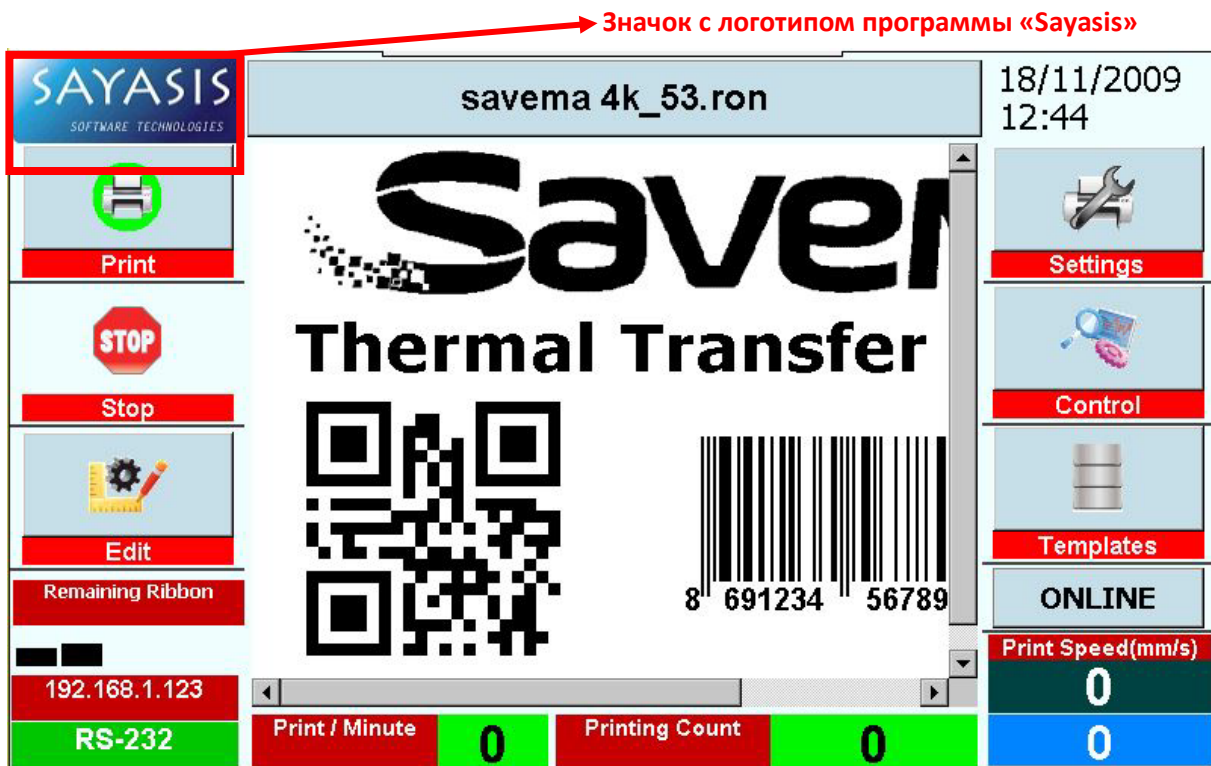 Значок с логотипом программы «Sayasis»
SAYASIS
SOFTWARE TECHNOLOGIES
savema 4k_53.ron
18/11/2009
12:44
Print
Stop
STOP
Edit
Remaining Ribbon
192.168.1.123
RS-232
Saver
Thermal Transfer
8 691234 56789
Print / Minute
0
Printing Count
0
Settings
Control
Templates
ONLINE
Print Speed(mm/s)
0
0